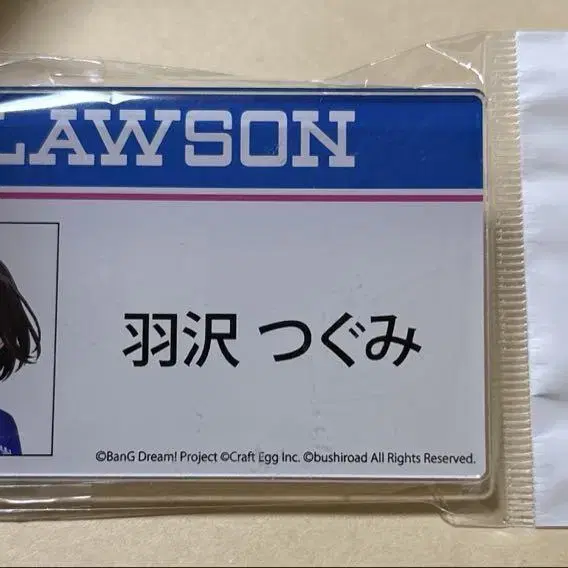 LAWSON
羽沢 つぐみ
©BanG Dream! Project ©Craft Egg Inc. ©bushiroad All Rights Reserved.